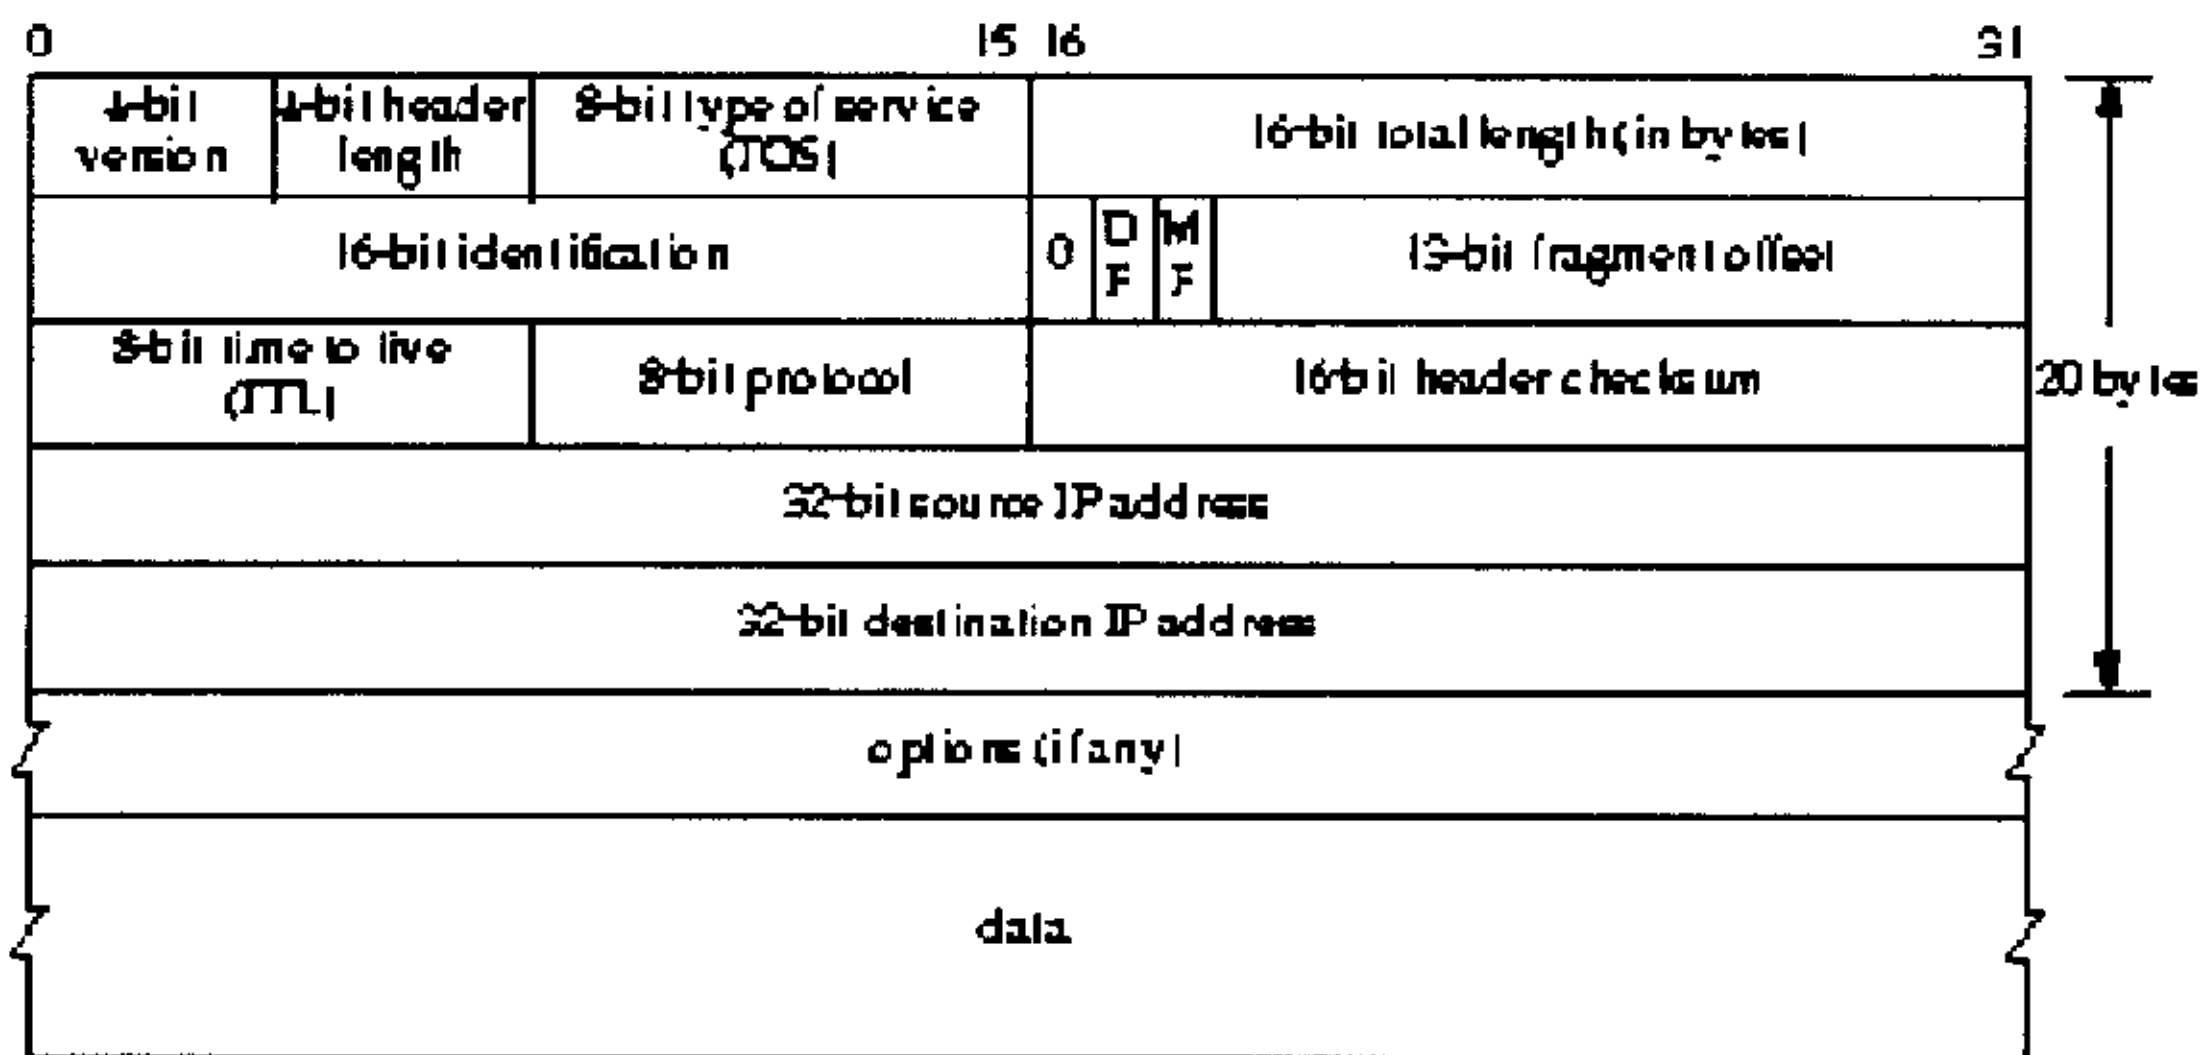 0 15 16 31
4-bit version
4-bit header length
8-bit type of service (TOS)
16-bit total length (in bytes)
16-bit identification
0
DF
MF
13-bit fragment offset
8-bit time to live (TTL)
8-bit protocol
16-bit header checksum
20 bytes
32-bit source IP address
32-bit destination IP address
options (if any)
data